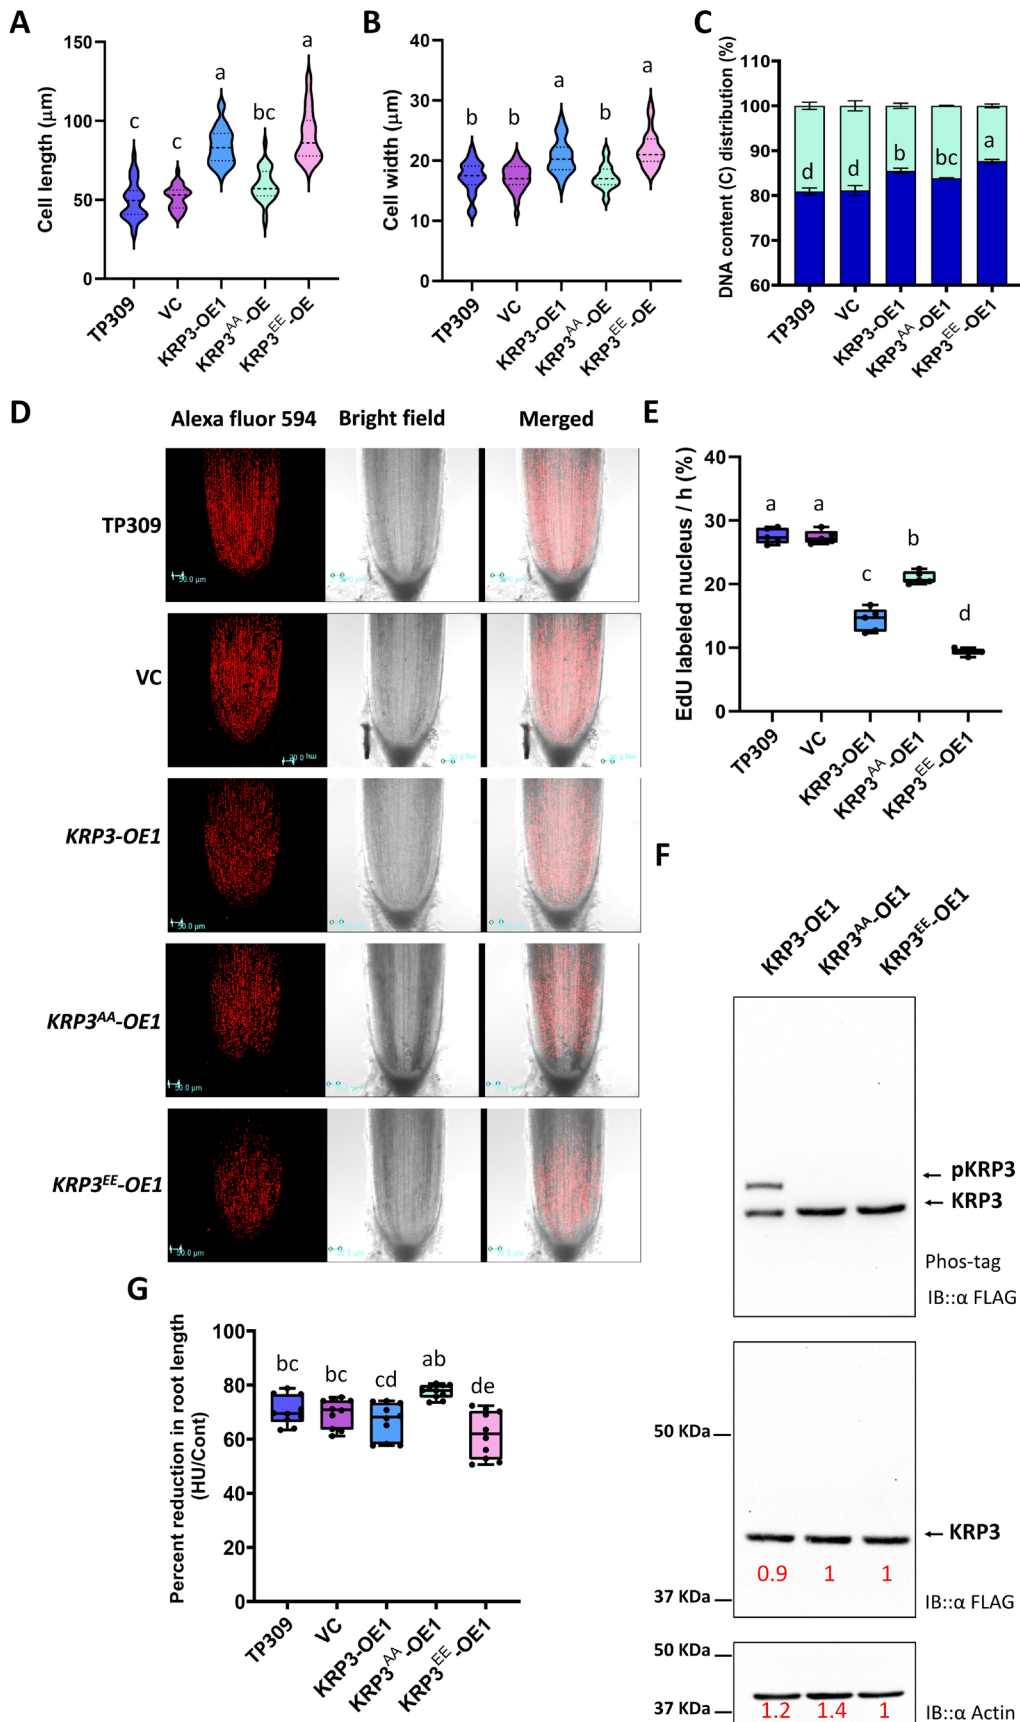 A
Cell length (μm)
150
100
50
0
c
c
a
bc
a
TP309
VC
KRP3-OE1
KRP3AA-OE
KRP3EE-OE
B
Cell width (μm)
40
30
20
10
0
b
b
a
b
a
TP309
VC
KRP3-OE1
KRP3AA-OE
KRP3EE-OE
C
DNA content (C) distribution (%)
110
100
90
80
70
60
d
d
b
bc
a
TP309
VC
KRP3-OE1
KRP3AA-OE1
KRP3EE-OE1
D
Alexa fluor 594
Bright field
Merged
TP309
VC
KRP3-OE1
KRP3AA-OE1
KRP3EE-OE1
E
EdU labeled nucleus / h (%)
40
30
20
10
0
a
a
c
b
d
TP309
VC
KRP3-OE1
KRP3AA-OE1
KRP3EE-OE1
F
KRP3-OE1
KRP3AA-OE1
KRP3EE-OE1
← pKRP3
← KRP3
Phos-tag
IB::α FLAG
50 KDa
← KRP3
0.9 1 1
37 KDa
IB::α FLAG
50 KDa
37 KDa
1.2 1.4 1
IB::α Actin
G
Percent reduction in root length
(HU/Cont)
100
80
60
40
20
0
bc
bc
cd
ab
de
TP309
VC
KRP3-OE1
KRP3AA-OE1
KRP3EE-OE1